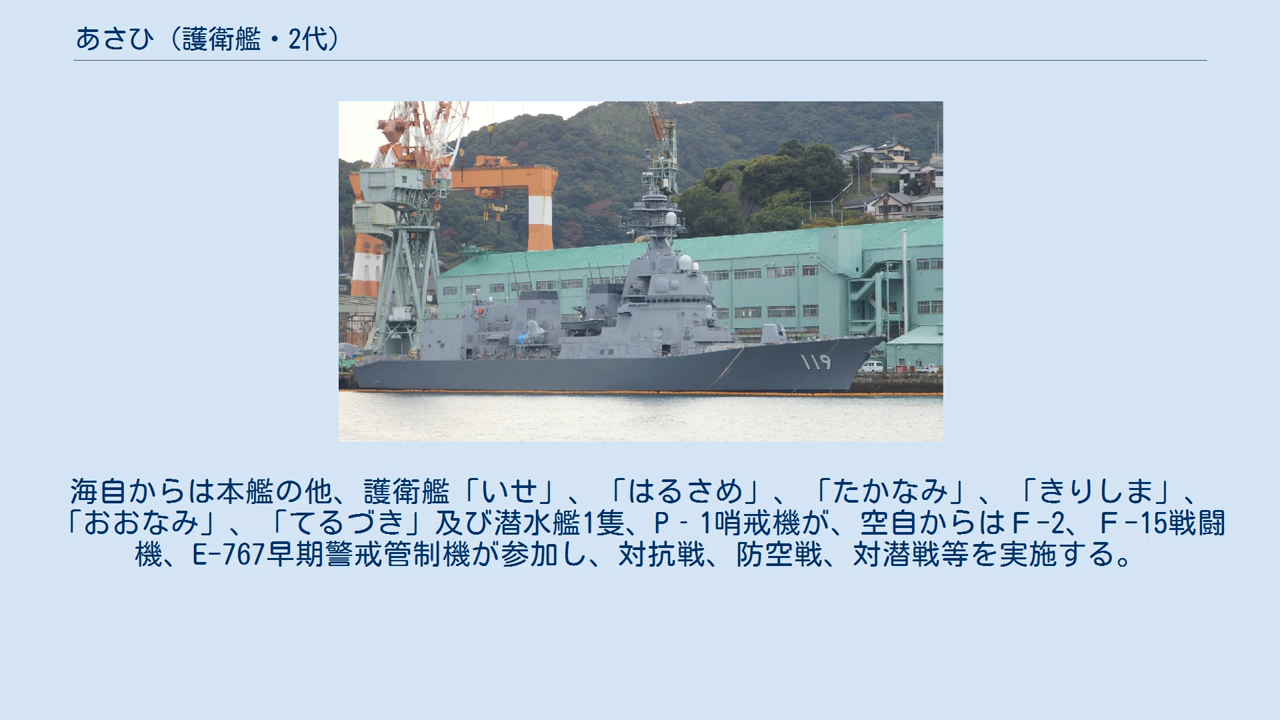 あさひ（護衛艦・2代）
119
海自からは本艦の他、護衛艦「いせ」、「はるさめ」、「たかなみ」、「きりしま」、
「おおなみ」、「てるづき」及び潜水艦1隻、P‐1哨戒機が、空自からはＦ-2、Ｆ-15戦闘
機、E-767早期警戒管制機が参加し、対抗戦、防空戦、対潜戦等を実施する。